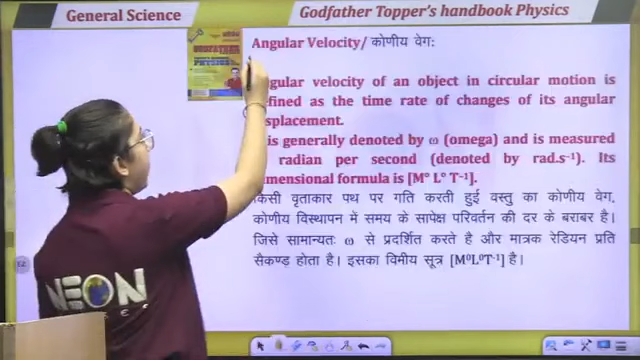 General Science
Godfather Topper's handbook Physics
GODFATHER
PHYSICS
Angular Velocity/ कोणीय वेग:
gular velocity of an object in circular motion is
fined as the time rate of changes of its angular
splacement.
is generally denoted by ω (omega) and is measured
radian per second (denoted by rad.s⁻¹). Its
mensional formula is [M⁰ L⁰ T⁻¹].
किसी वृताकार पथ पर गति करती हुई वस्तु का कोणीय वेग,
कोणीय विस्थापन में समय के सापेक्ष परिवर्तन की दर के बराबर है।
जिसे सामान्यतः ω से प्रदर्शित करते है और मात्रक रेडियन प्रति
सैकण्ड़ होता है। इसका विमीय सूत्र [M⁰L⁰T⁻¹] है।
NEON